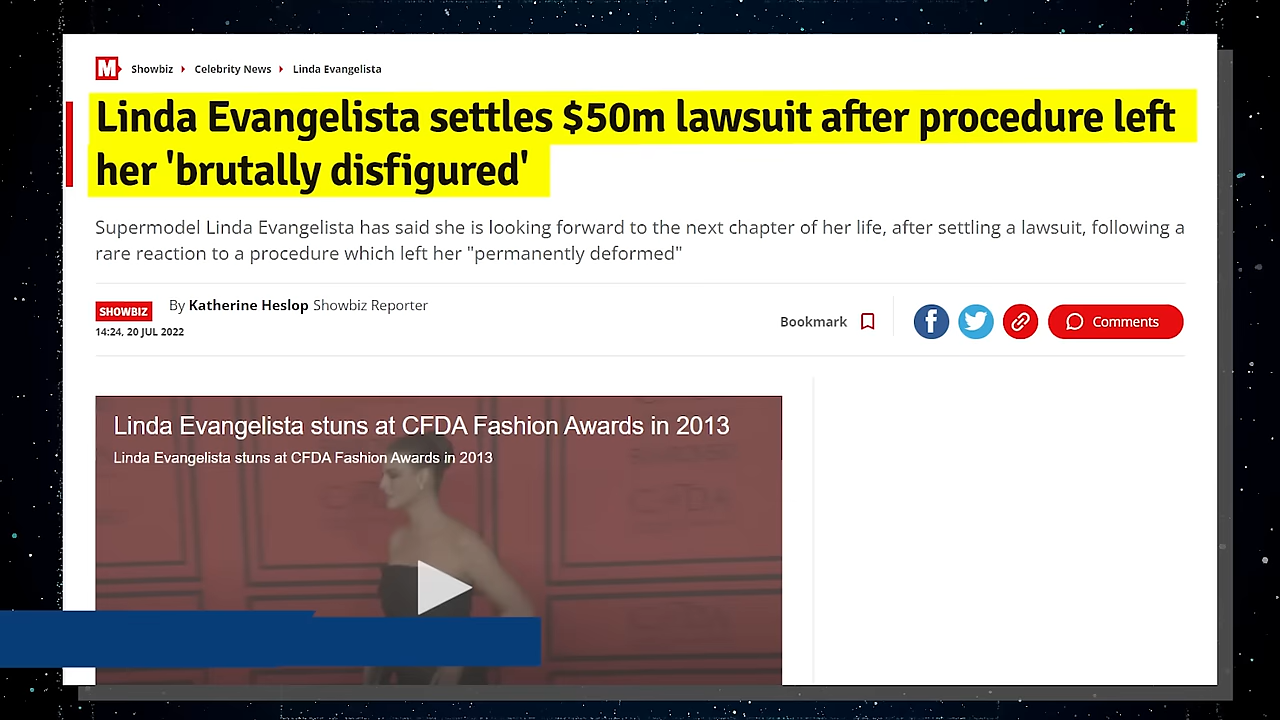 M Showbiz Celebrity News Linda Evangelista
Linda Evangelista settles $50m lawsuit after procedure left
her 'brutally disfigured'
Supermodel Linda Evangelista has said she is looking forward to the next chapter of her life, after settling a lawsuit, following a
rare reaction to a procedure which left her "permanently deformed"
SHOWBIZ By Katherine Heslop Showbiz Reporter
14:24, 20 JUL 2022
Bookmark Comments
Linda Evangelista stuns at CFDA Fashion Awards in 2013
Linda Evangelista stuns at CFDA Fashion Awards in 2013